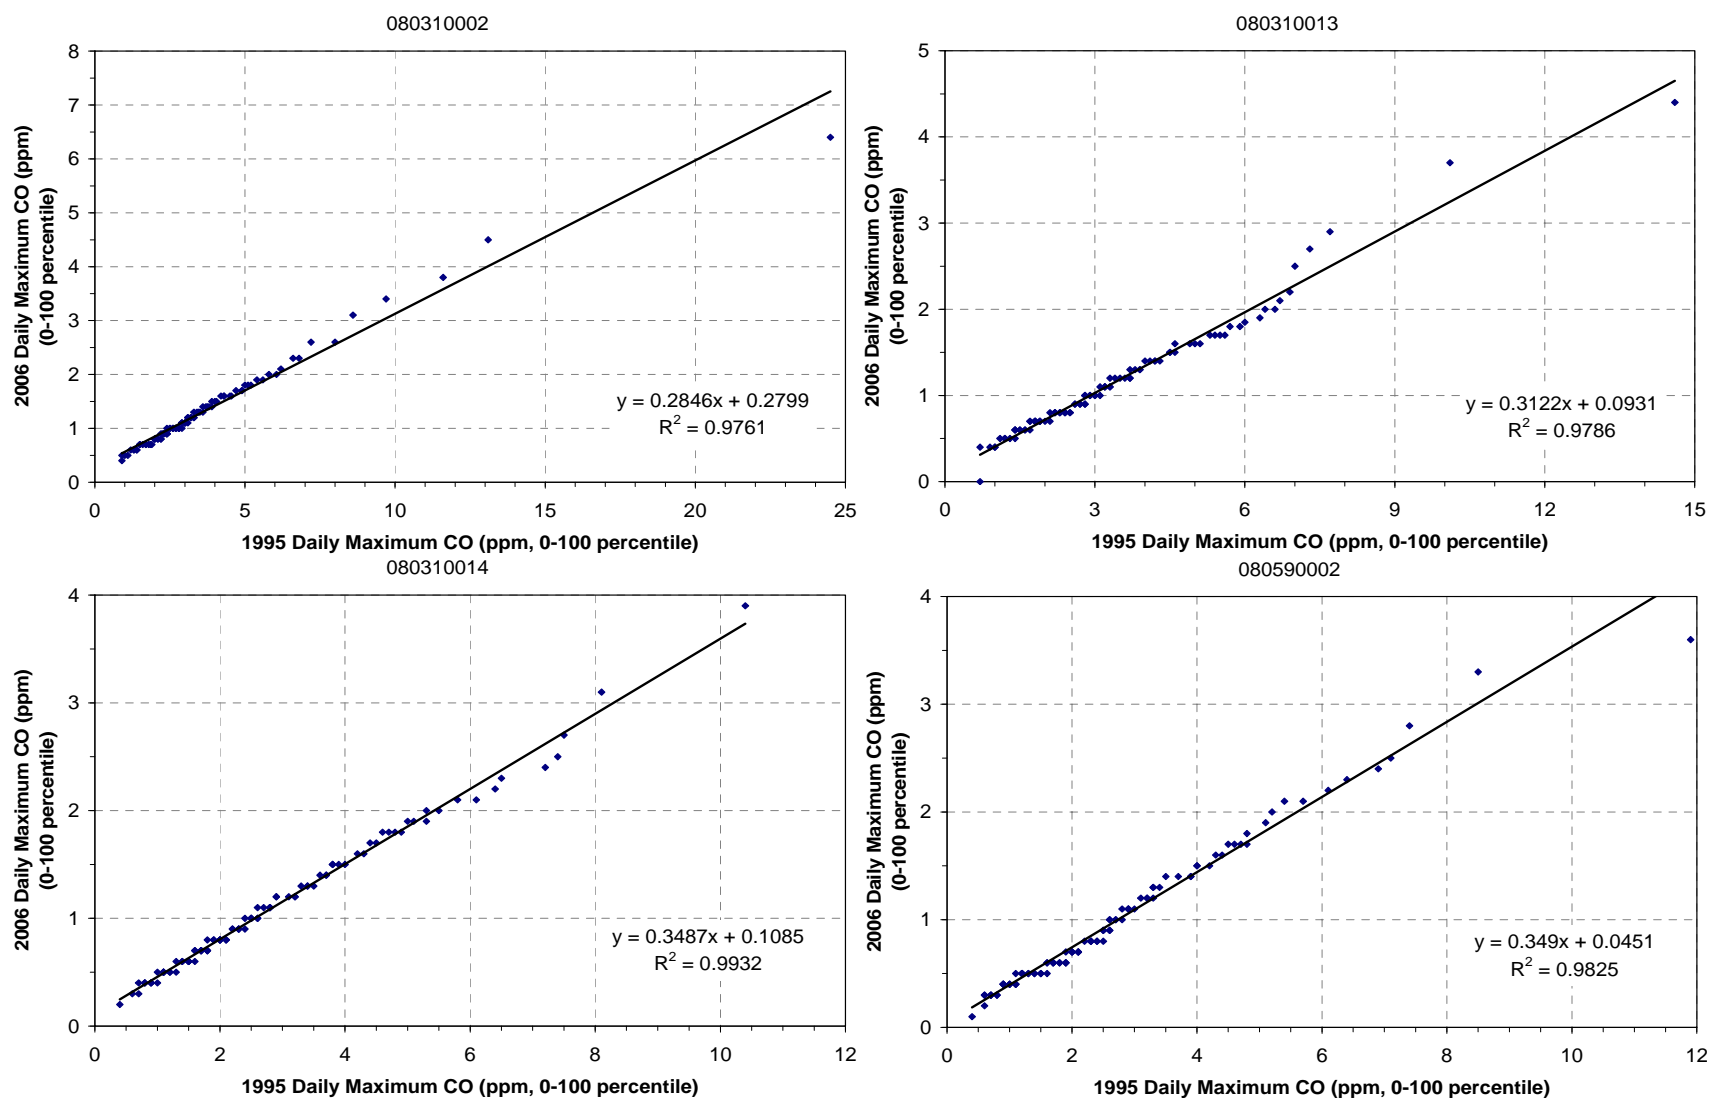 080310002
8
7
6
5
4
3
2
1
0
0 5 10 15 20 25
2006 Daily Maximum CO (ppm)
(0-100 percentile)
1995 Daily Maximum CO (ppm, 0-100 percentile)
y = 0.2846x + 0.2799
R² = 0.9761
080310013
5
4
3
2
1
0
0 3 6 9 12 15
2006 Daily Maximum CO (ppm)
(0-100 percentile)
1995 Daily Maximum CO (ppm, 0-100 percentile)
y = 0.3122x + 0.0931
R² = 0.9786
080310014
4
3
2
1
0
0 2 4 6 8 10 12
2006 Daily Maximum CO (ppm)
(0-100 percentile)
1995 Daily Maximum CO (ppm, 0-100 percentile)
y = 0.3487x + 0.1085
R² = 0.9932
080590002
4
3
2
1
0
0 2 4 6 8 10 12
2006 Daily Maximum CO (ppm)
(0-100 percentile)
1995 Daily Maximum CO (ppm, 0-100 percentile)
y = 0.349x + 0.0451
R² = 0.9825